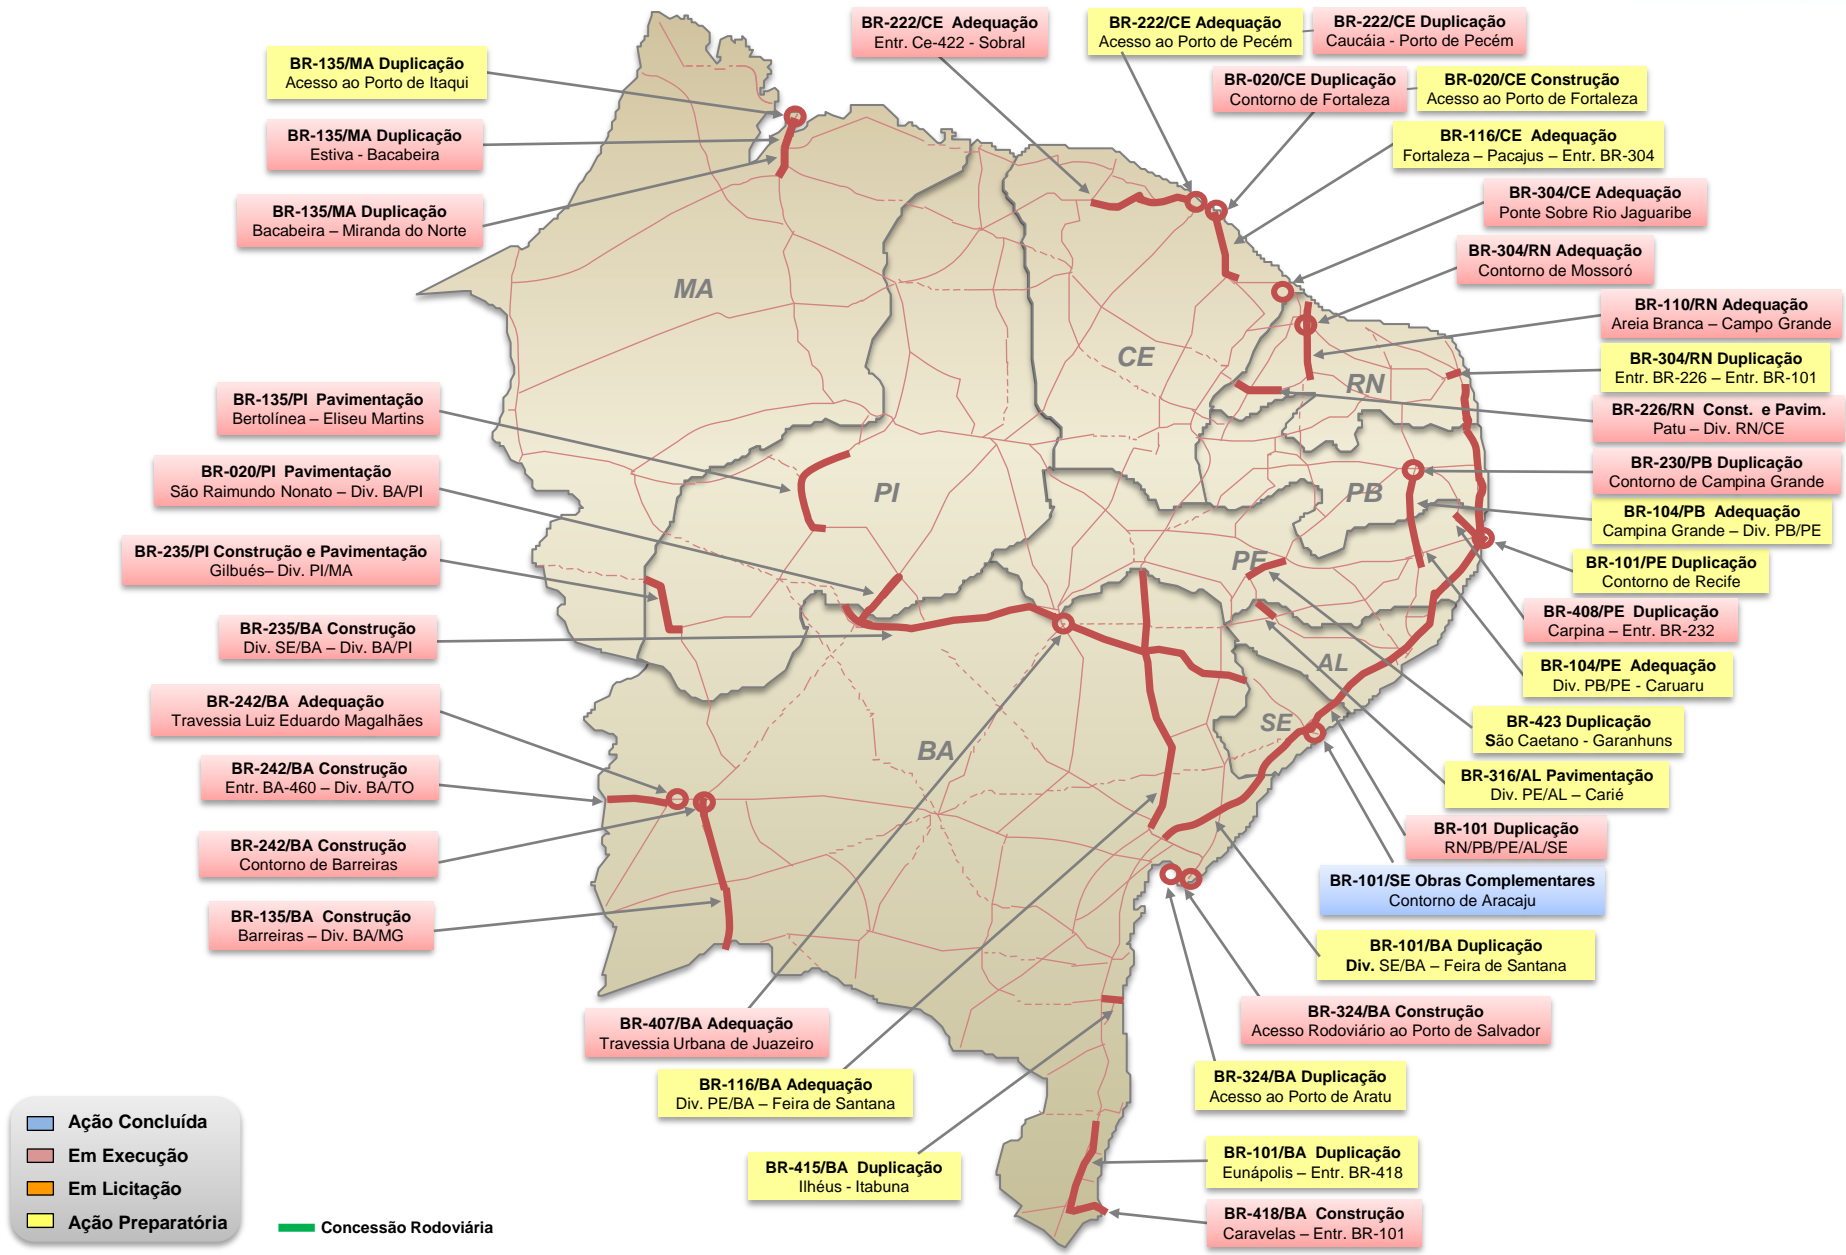 BR-222/CE Adequação
Entr. Ce-422 - Sobral
BR-222/CE Adequação
Acesso ao Porto de Pecém
BR-222/CE Duplicação
Caucáia - Porto de Pecém
BR-135/MA Duplicação
Acesso ao Porto de Itaqui
BR-020/CE Duplicação
Contorno de Fortaleza
BR-020/CE Construção
Acesso ao Porto de Fortaleza
BR-135/MA Duplicação
Estiva - Bacabeira
BR-116/CE Adequação
Fortaleza – Pacajus – Entr. BR-304
BR-304/CE Adequação
Ponte Sobre Rio Jaguaribe
BR-135/MA Duplicação
Bacabeira – Miranda do Norte
BR-304/RN Adequação
Contorno de Mossoró
MA
BR-110/RN Adequação
Areia Branca – Campo Grande
CE
RN
BR-304/RN Duplicação
Entr. BR-226 – Entr. BR-101
BR-135/PI Pavimentação
Bertolínea – Eliseu Martins
BR-226/RN Const. e Pavim.
Patu – Div. RN/CE
BR-020/PI Pavimentação
São Raimundo Nonato – Div. BA/PI
PI
PB
BR-230/PB Duplicação
Contorno de Campina Grande
BR-104/PB Adequação
Campina Grande – Div. PB/PE
BR-235/PI Construção e Pavimentação
Gilbués– Div. PI/MA
PE
BR-101/PE Duplicação
Contorno de Recife
BR-408/PE Duplicação
Carpina – Entr. BR-232
BR-235/BA Construção
Div. SE/BA – Div. BA/PI
AL
BR-104/PE Adequação
Div. PB/PE - Caruaru
BR-242/BA Adequação
Travessia Luiz Eduardo Magalhães
SE
BA
BR-423 Duplicação
São Caetano - Garanhuns
BR-242/BA Construção
Entr. BA-460 – Div. BA/TO
BR-316/AL Pavimentação
Div. PE/AL – Carié
BR-242/BA Construção
Contorno de Barreiras
BR-101 Duplicação
RN/PB/PE/AL/SE
BR-101/SE Obras Complementares
Contorno de Aracaju
BR-135/BA Construção
Barreiras – Div. BA/MG
BR-101/BA Duplicação
Div. SE/BA – Feira de Santana
BR-407/BA Adequação
Travessia Urbana de Juazeiro
BR-324/BA Construção
Acesso Rodoviário ao Porto de Salvador
BR-116/BA Adequação
Div. PE/BA – Feira de Santana
BR-324/BA Duplicação
Acesso ao Porto de Aratu
BR-415/BA Duplicação
Ilhéus - Itabuna
BR-101/BA Duplicação
Eunápolis – Entr. BR-418
BR-418/BA Construção
Caravelas – Entr. BR-101
Ação Concluída
Em Execução
Em Licitação
Ação Preparatória
Concessão Rodoviária